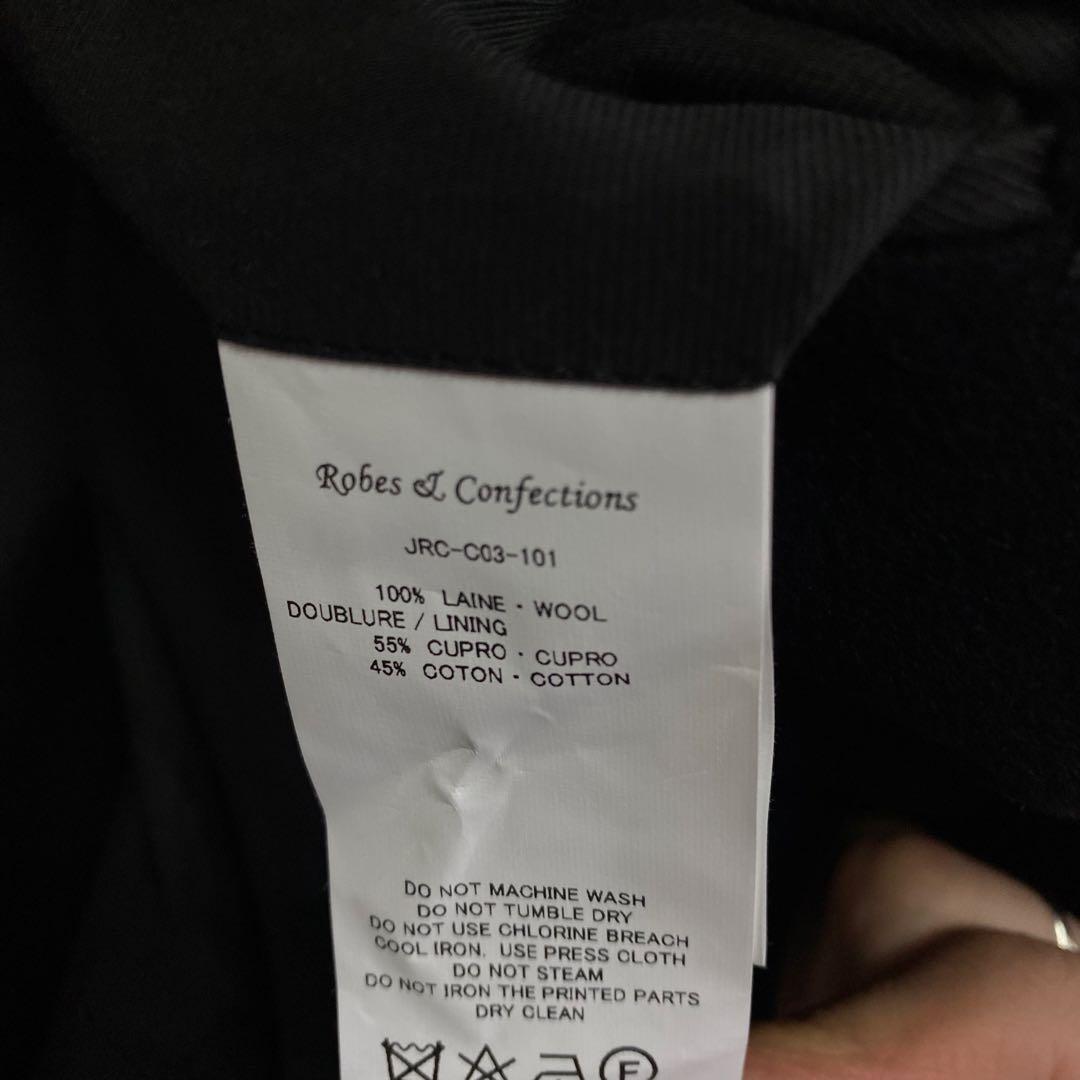 Robes & Confections
JRC-C03-101
100% LAINE · WOOL
DOUBLURE / LINING
55% CUPRO · CUPRO
45% COTON · COTTON
DO NOT MACHINE WASH
DO NOT TUMBLE DRY
DO NOT USE CHLORINE BREACH
COOL IRON. USE PRESS CLOTH
DO NOT STEAM
DO NOT IRON THE PRINTED PARTS
DRY CLEAN
F